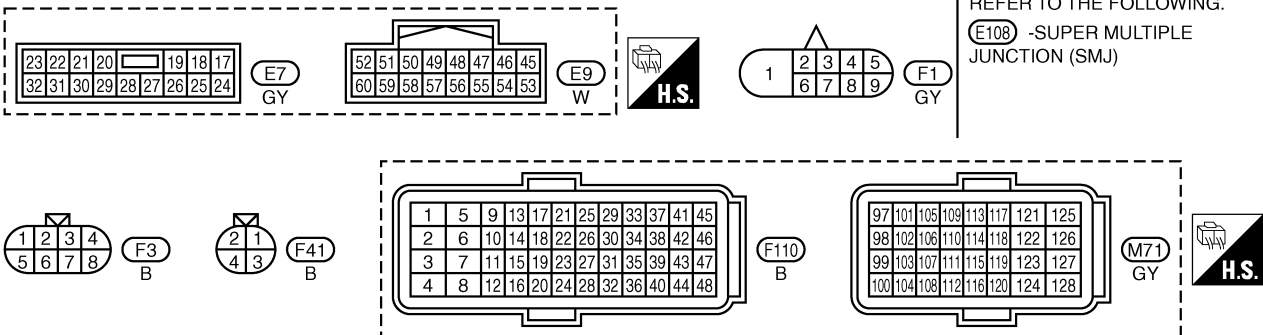 REFER TO THE FOLLOWING.
E108 -SUPER MULTIPLE
JUNCTION (SMJ)
23 22 21 20 19 18 17
32 31 30 29 28 27 26 25 24
E7
GY
52 51 50 49 48 47 46 45
60 59 58 57 56 55 54 53
E9
W
H.S.
1
2 3 4 5
6 7 8 9
F1
GY
1 2 3 4
5 6 7 8
F3
B
2 1
4 3
F41
B
1 5 9 13 17 21 25 29 33 37 41 45
2 6 10 14 18 22 26 30 34 38 42 46
3 7 11 15 19 23 27 31 35 39 43 47
4 8 12 16 20 24 28 32 36 40 44 48
F110
B
97 101 105 109 113 117 121 125
98 102 106 110 114 118 122 126
99 103 107 111 115 119 123 127
100 104 108 112 116 120 124 128
M71
GY
H.S.